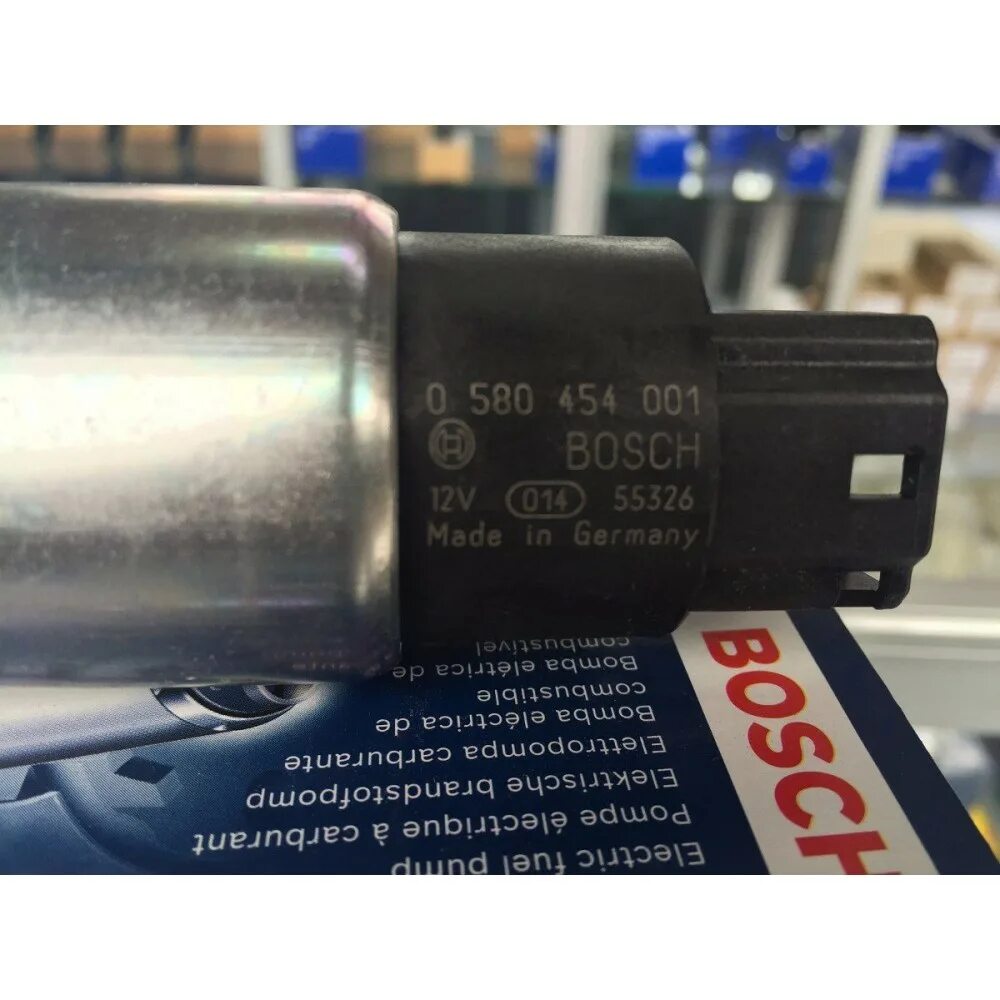 0 580 454 001
BOSCH
12V 014 55326
Made in Germany
BOSCH
Electric fuel pump
Pompe électrique à carburant
Elektrische brandstofpomp
Elettropompa carburante
Bomba eléctrica de
combustible
Bomba elétrica de
combustível